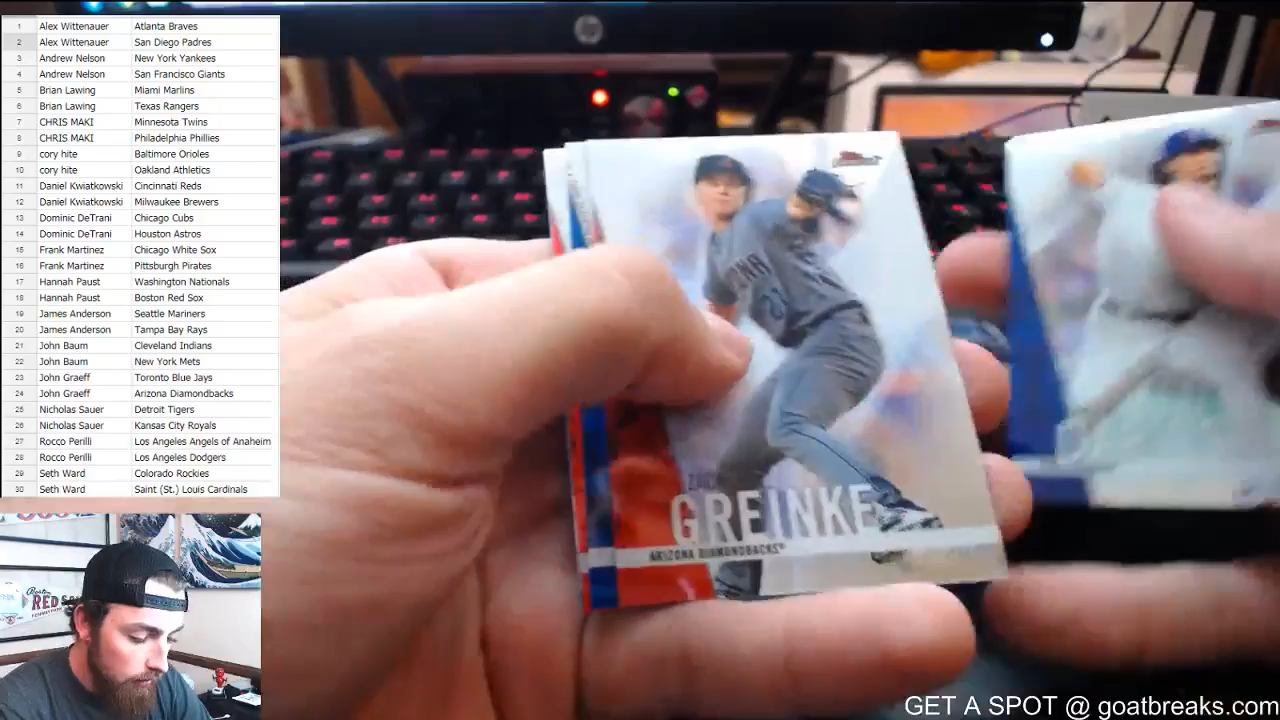 1 Alex Wittenauer Atlanta Braves
2 Alex Wittenauer San Diego Padres
3 Andrew Nelson New York Yankees
4 Andrew Nelson San Francisco Giants
5 Brian Lawing Miami Marlins
6 Brian Lawing Texas Rangers
7 CHRIS MAKI Minnesota Twins
8 CHRIS MAKI Philadelphia Phillies
9 cory hite Baltimore Orioles
10 cory hite Oakland Athletics
11 Daniel Kwiatkowski Cincinnati Reds
12 Daniel Kwiatkowski Milwaukee Brewers
13 Dominic DeTrani Chicago Cubs
14 Dominic DeTrani Houston Astros
15 Frank Martinez Chicago White Sox
16 Frank Martinez Pittsburgh Pirates
17 Hannah Paust Washington Nationals
18 Hannah Paust Boston Red Sox
19 James Anderson Seattle Mariners
20 James Anderson Tampa Bay Rays
21 John Baum Cleveland Indians
22 John Baum New York Mets
23 John Graeff Toronto Blue Jays
24 John Graeff Arizona Diamondbacks
25 Nicholas Sauer Detroit Tigers
26 Nicholas Sauer Kansas City Royals
27 Rocco Perilli Los Angeles Angels of Anaheim
28 Rocco Perilli Los Angeles Dodgers
29 Seth Ward Colorado Rockies
30 Seth Ward Saint (St.) Louis Cardinals
GREINKE
ARIZONA DIAMONDBACKS
21
Boston
RED
GET A SPOT @ goatbreaks.com